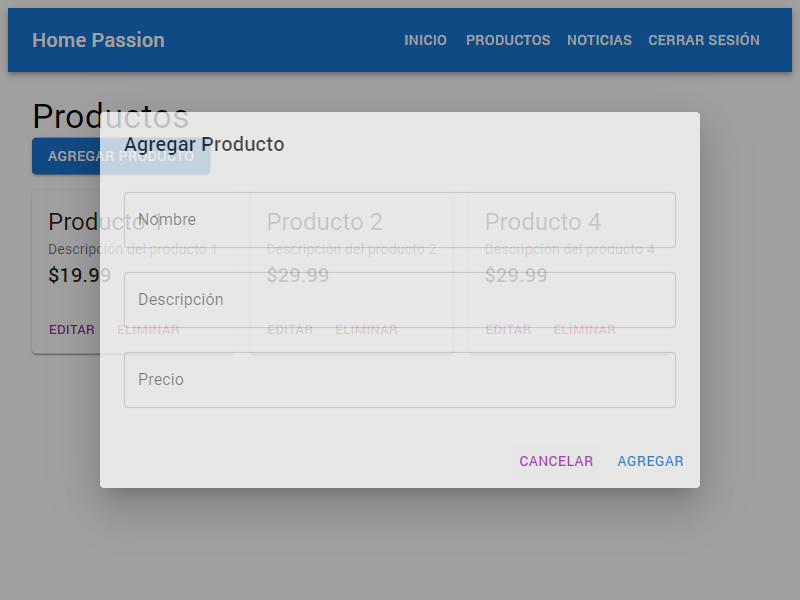 Home Passion
INICIO PRODUCTOS NOTICIAS CERRAR SESIÓN
Productos
Agregar Producto
AGREGAR PRODUCTO
Nombre
Producto 1 Producto 2 Producto 4
Descripción del producto 1 Descripción del producto 2 Descripción del producto 4
$19.99 $29.99 $29.99
Descripción
EDITAR ELIMINAR EDITAR ELIMINAR EDITAR ELIMINAR
Precio
CANCELAR AGREGAR